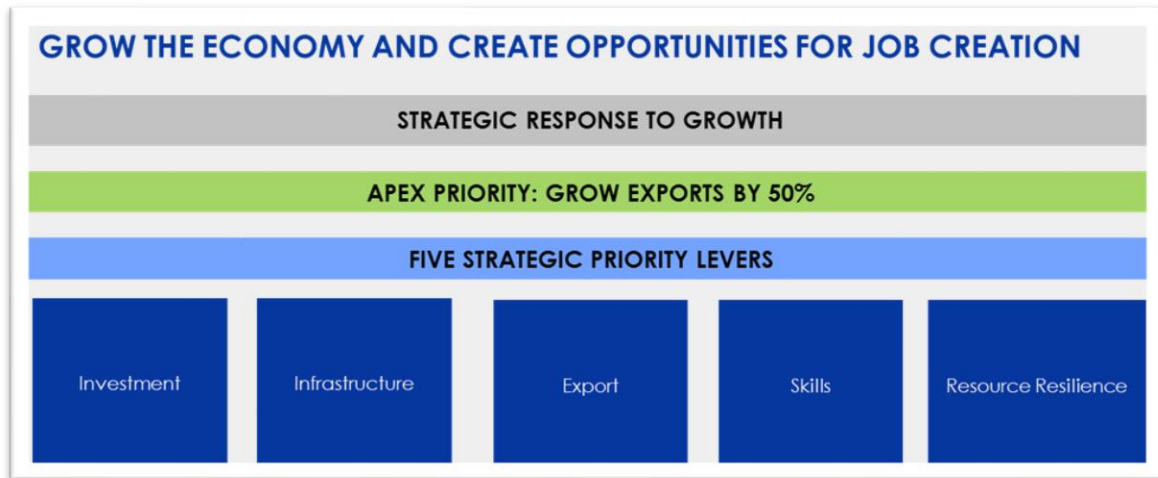 GROW THE ECONOMY AND CREATE OPPORTUNITIES FOR JOB CREATION
STRATEGIC RESPONSE TO GROWTH
APEX PRIORITY: GROW EXPORTS BY 50%
FIVE STRATEGIC PRIORITY LEVERS
Investment
Infrastructure
Export
Skills
Resource Resilience